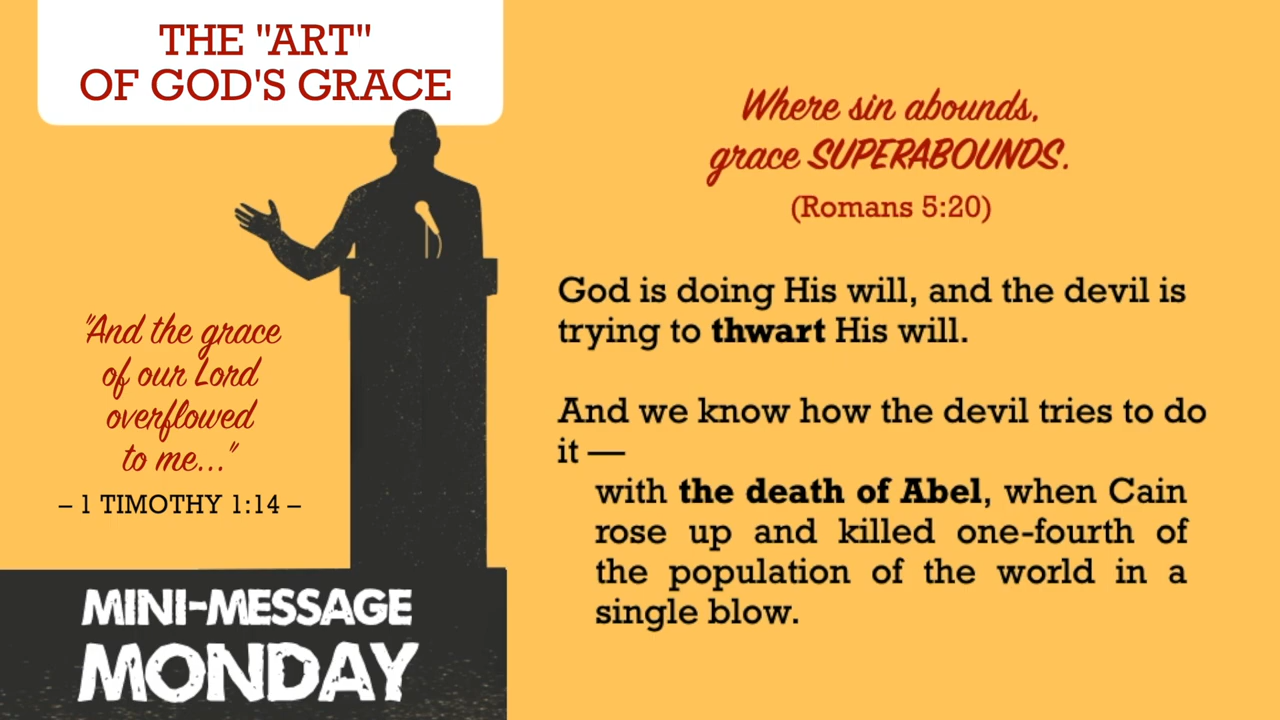 THE "ART"
OF GOD'S GRACE
"And the grace
of our Lord
overflowed
to me..."
– 1 TIMOTHY 1:14 –
MINI-MESSAGE
MONDAY
Where sin abounds,
grace SUPERABOUNDS.
(Romans 5:20)
God is doing His will, and the devil is
trying to thwart His will.
And we know how the devil tries to do
it —
with the death of Abel, when Cain
rose up and killed one-fourth of
the population of the world in a
single blow.